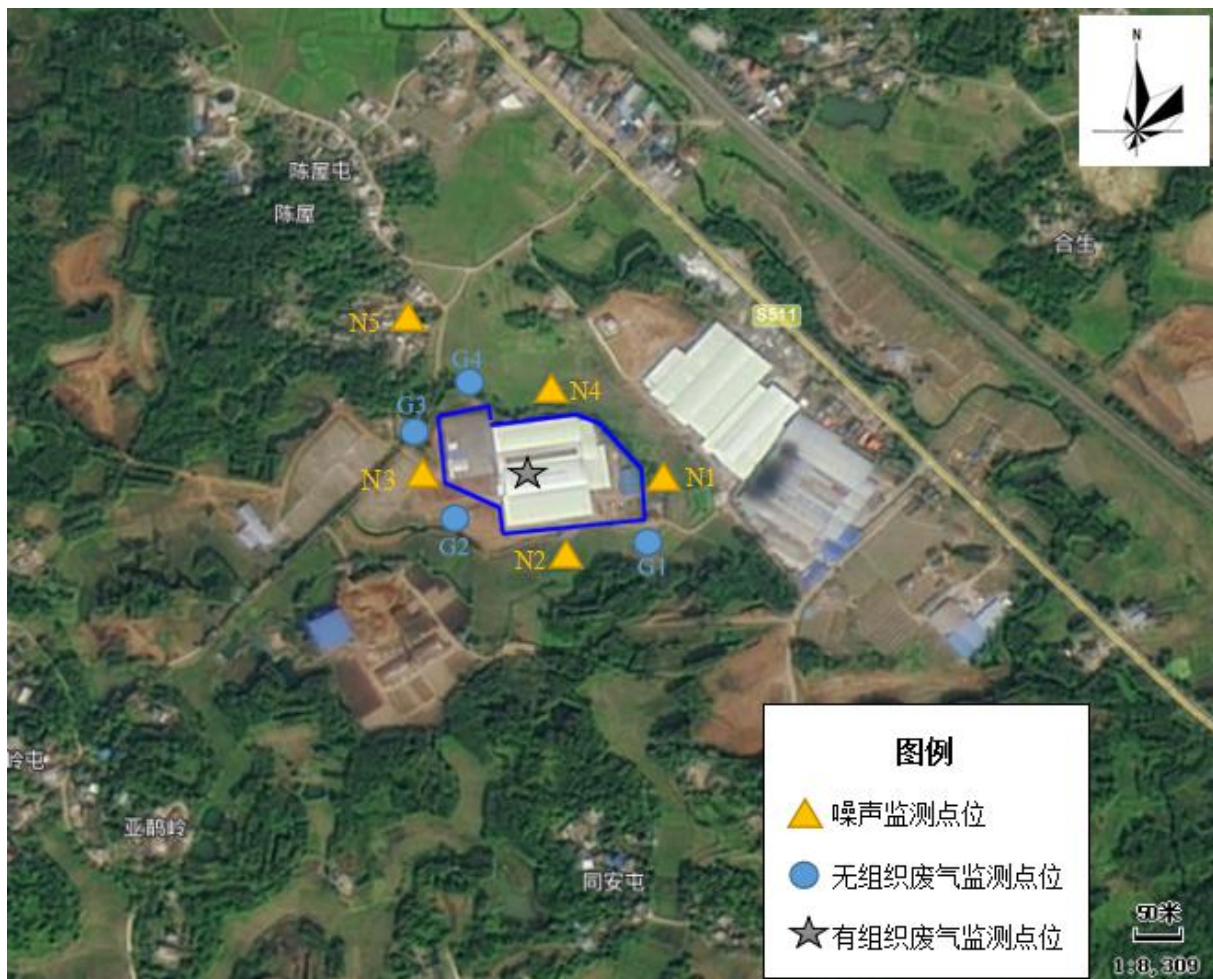 N
陈屋屯
陈屋
合生
S511
N5
G4
N4
G3
N3
N1
G2
N2
G1
岭屯
亚鹊岭
同安屯
图例
噪声监测点位
无组织废气监测点位
有组织废气监测点位
50米
1:8,309